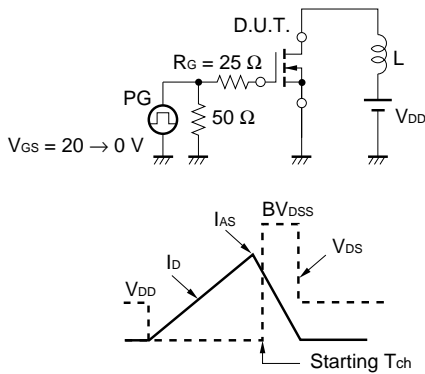 D.U.T.
RG = 25 Ω
L
PG
50 Ω
VDD
VGS = 20 → 0 V
BVDSS
IAS
ID
VDS
VDD
Starting Tch